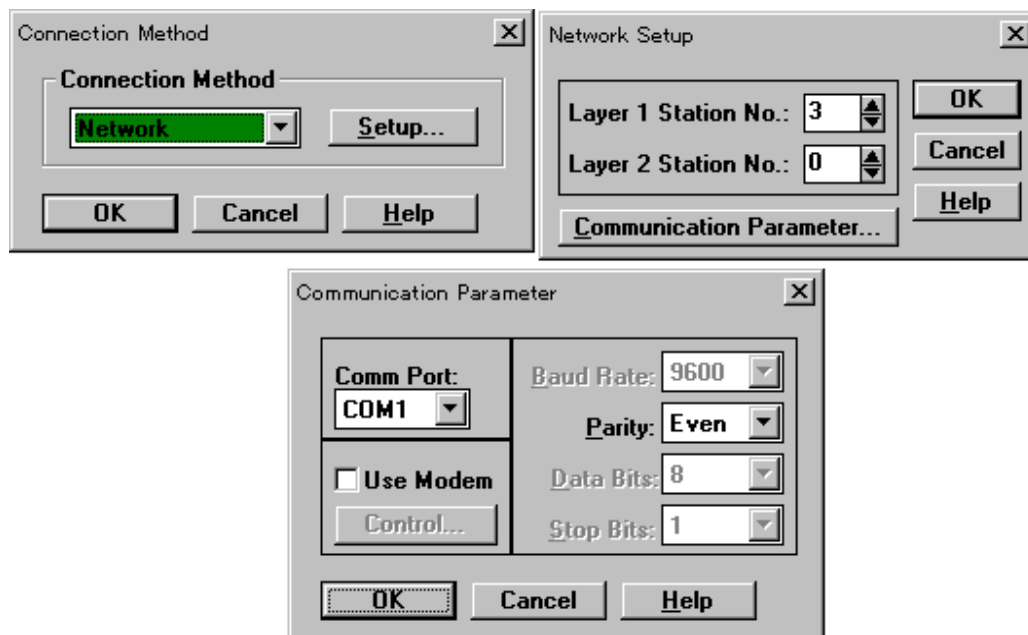 Connection Method
Connection Method
Network
Setup...
OK
Cancel
Help
Network Setup
Layer 1 Station No.: 3
Layer 2 Station No.: 0
Communication Parameter...
OK
Cancel
Help
Communication Parameter
Comm Port:
COM1
Use Modem
Control...
Baud Rate: 9600
Parity: Even
Data Bits: 8
Stop Bits: 1
OK
Cancel
Help